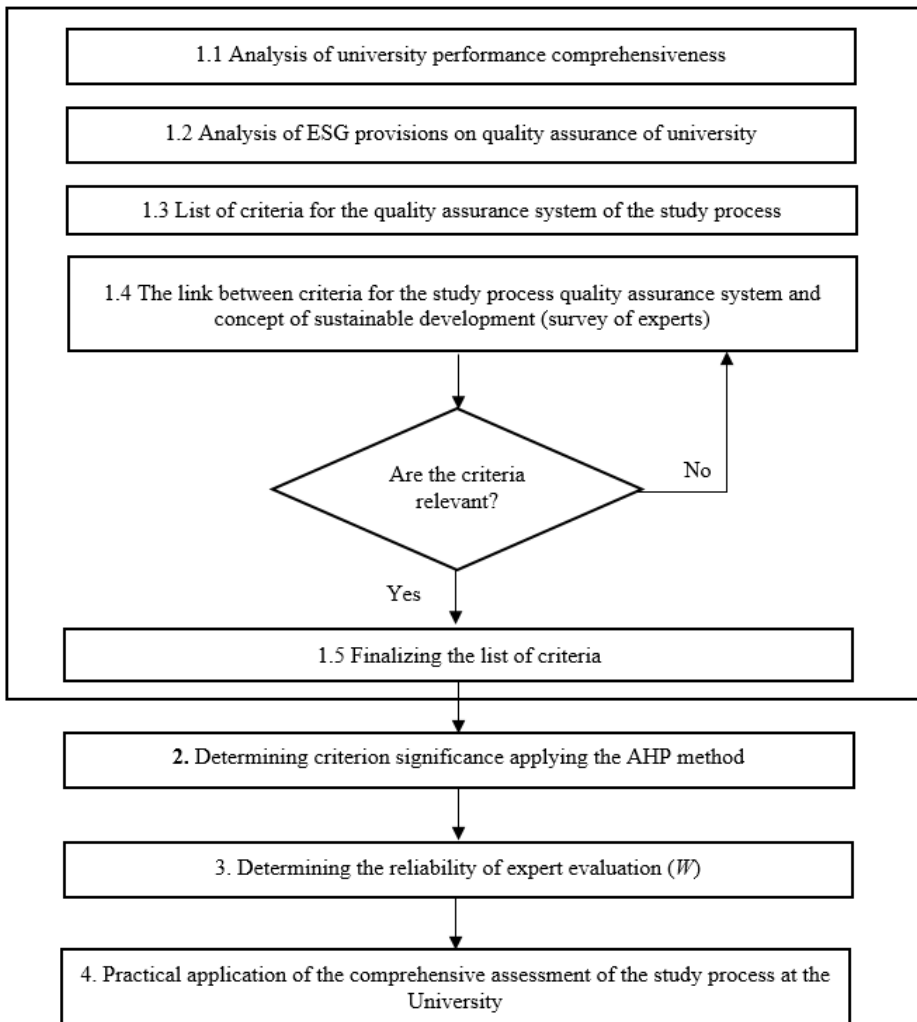 1.1 Analysis of university performance comprehensiveness
1.2 Analysis of ESG provisions on quality assurance of university
1.3 List of criteria for the quality assurance system of the study process
1.4 The link between criteria for the study process quality assurance system and
concept of sustainable development (survey of experts)
Are the criteria
relevant?
No
Yes
1.5 Finalizing the list of criteria
2. Determining criterion significance applying the AHP method
3. Determining the reliability of expert evaluation (W)
4. Practical application of the comprehensive assessment of the study process at the
University